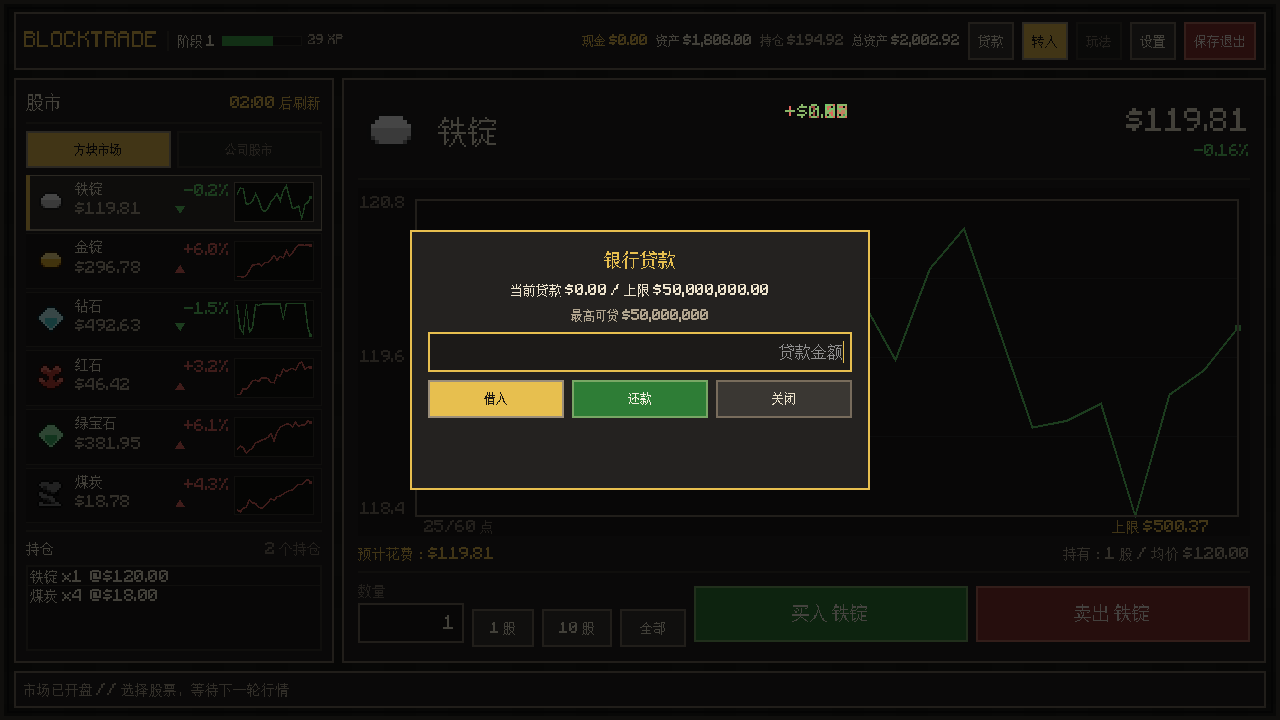 BLOCKTRADE 阶段 1 29 XP 现金 $0.00 资产 $1,808.00 持仓 $194.92 总资产 $2,002.92 贷款 转入 玩法 设置 保存退出
股市 02:00 后刷新
方块市场 公司股市
铁锭 -0.2%
$119.81
金锭 +6.0%
$296.78
钻石 -1.5%
$492.63
红石 +3.2%
$46.42
绿宝石 +6.1%
$381.95
煤炭 +4.3%
$18.78
持仓 2 个持仓
铁锭 x1 @$120.00
煤炭 x4 @$18.00
铁锭
+$0.
$119.81
-0.16%
120.8
119.6
118.4
25/60 点
上限 $500.37
银行贷款
当前贷款 $0.00 / 上限 $50,000,000.00
最高可贷 $50,000,000
贷款金额
借入 还款 关闭
预计花费：$119.81 持有：1 股 / 均价 $120.00
数量
1 1 股 10 股 全部 买入 铁锭 卖出 铁锭
市场已开盘 // 选择股票，等待下一轮行情